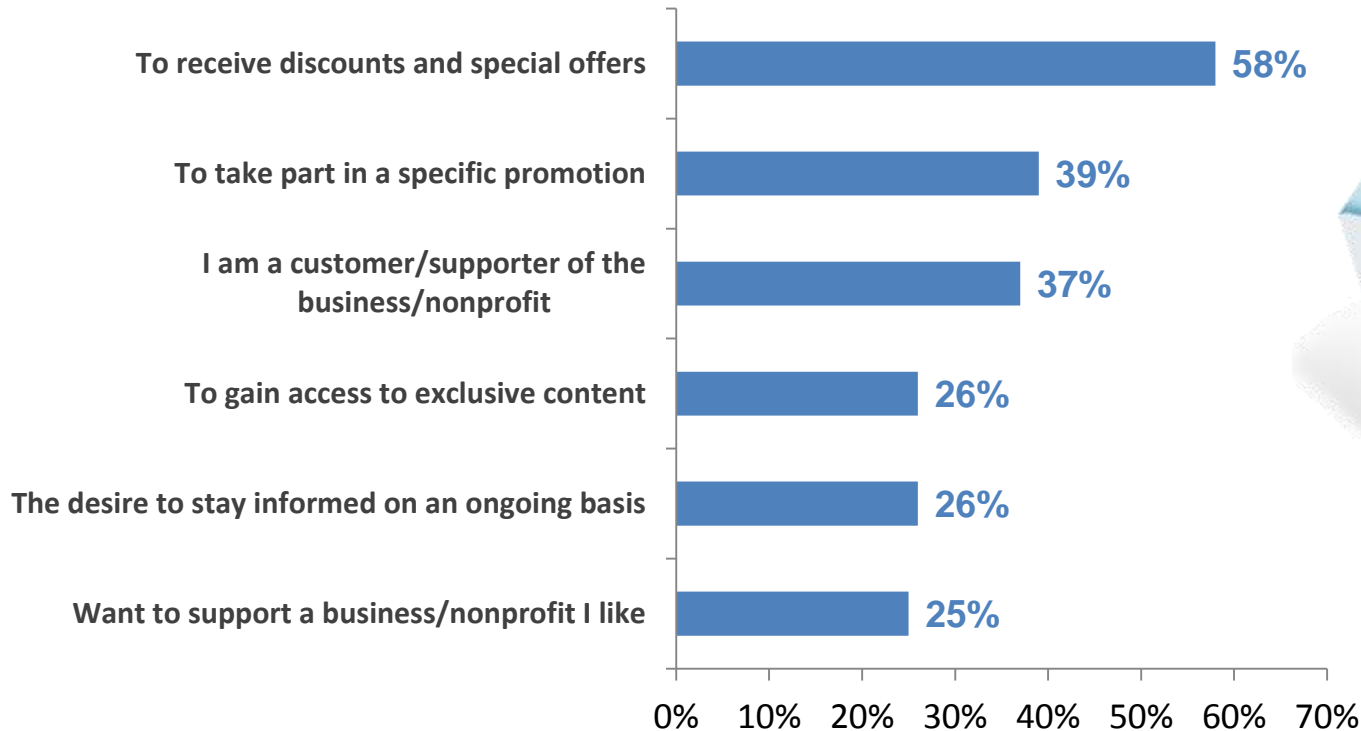 To receive discounts and special offers
58%
To take part in a specific promotion
39%
I am a customer/supporter of the
business/nonprofit
37%
To gain access to exclusive content
26%
The desire to stay informed on an ongoing basis
26%
Want to support a business/nonprofit I like
25%
0% 10% 20% 30% 40% 50% 60% 70%